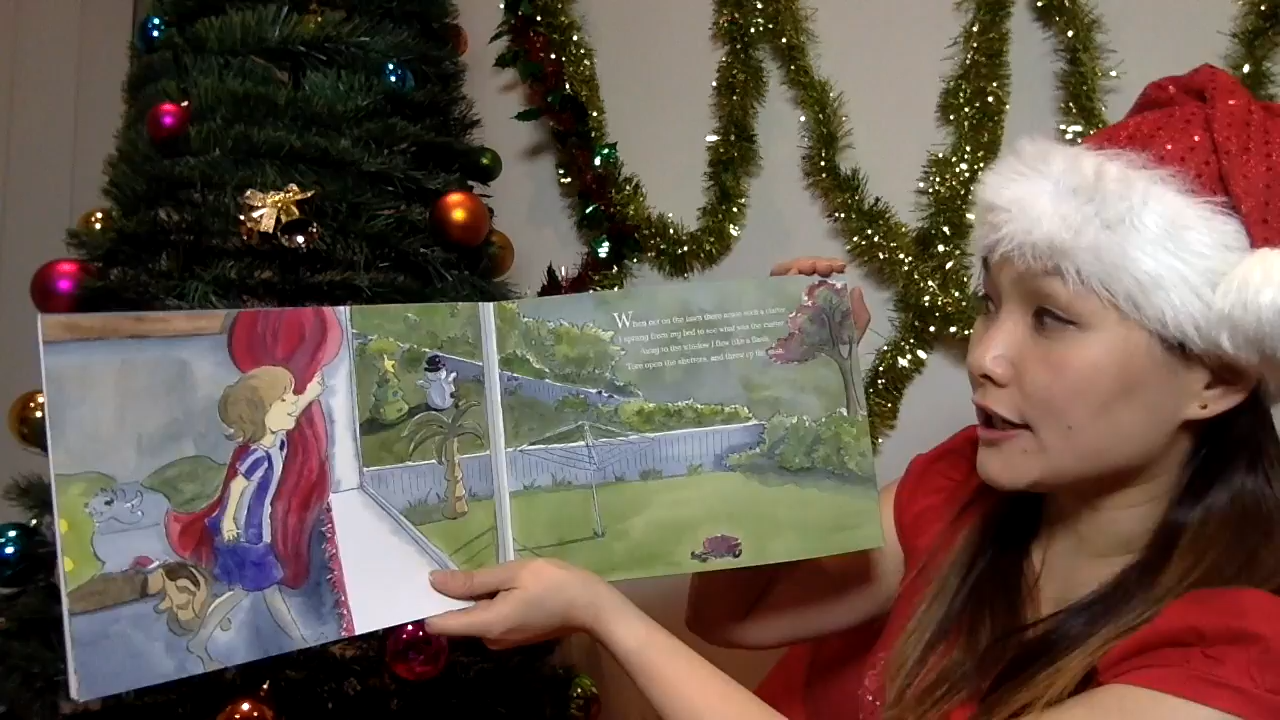 When out on the lawn there arose such a clatter
I sprang from my bed to see what was the matter
Away to the window I flew like a flash,
Tore open the shutters, and threw up the